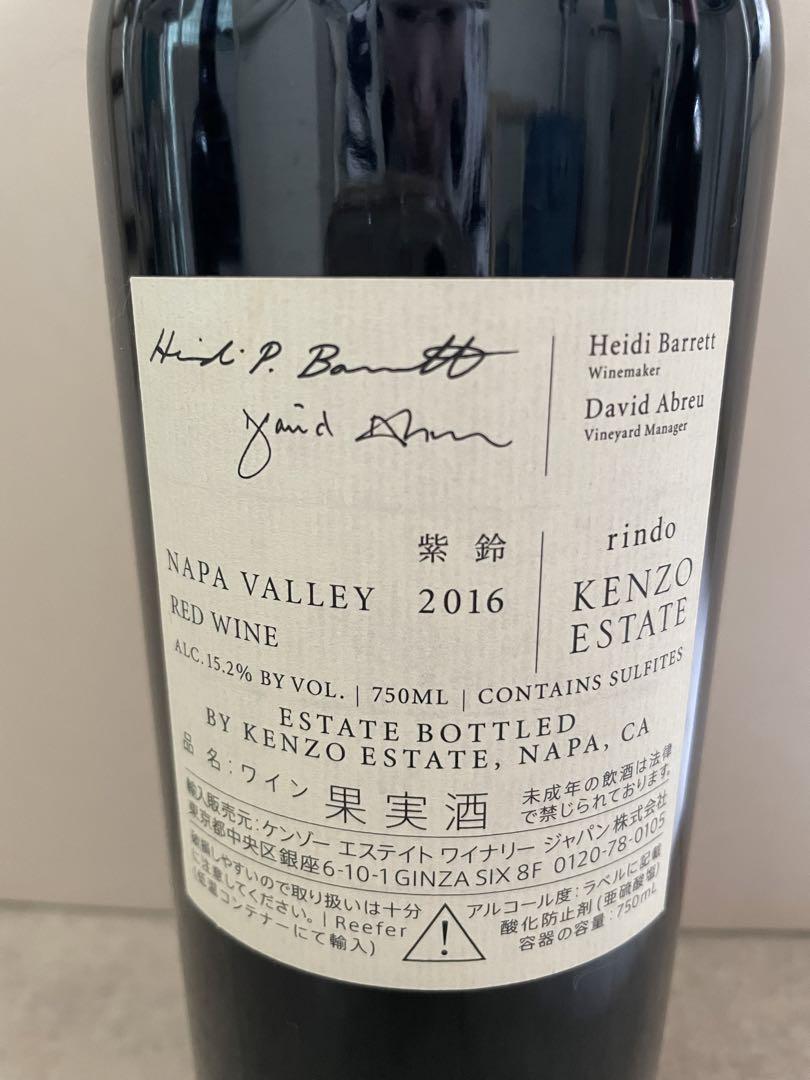 Heidi P. Barrett
David Abreu
Heidi Barrett
Winemaker
David Abreu
Vineyard Manager
NAPA VALLEY
RED WINE
紫鈴
2016
rindo
KENZO
ESTATE
ALC.15.2% BY VOL. | 750ML | CONTAINS SULFITES
ESTATE BOTTLED
BY KENZO ESTATE, NAPA, CA
品名:ワイン 果実酒
未成年の飲酒は法律
で禁じられております。
輸入販売元:ケンゾー エステイト ワイナリー ジャパン株式会社
東京都中央区銀座6-10-1 GINZA SIX 8F 0120-78-0105
破損しやすいので取り扱いは十分
に注意してください。| Reefer
(低温コンテナーにて輸入)
アルコール度:ラベルに記載
酸化防止剤(亜硫酸塩)
容器の容量:750mL